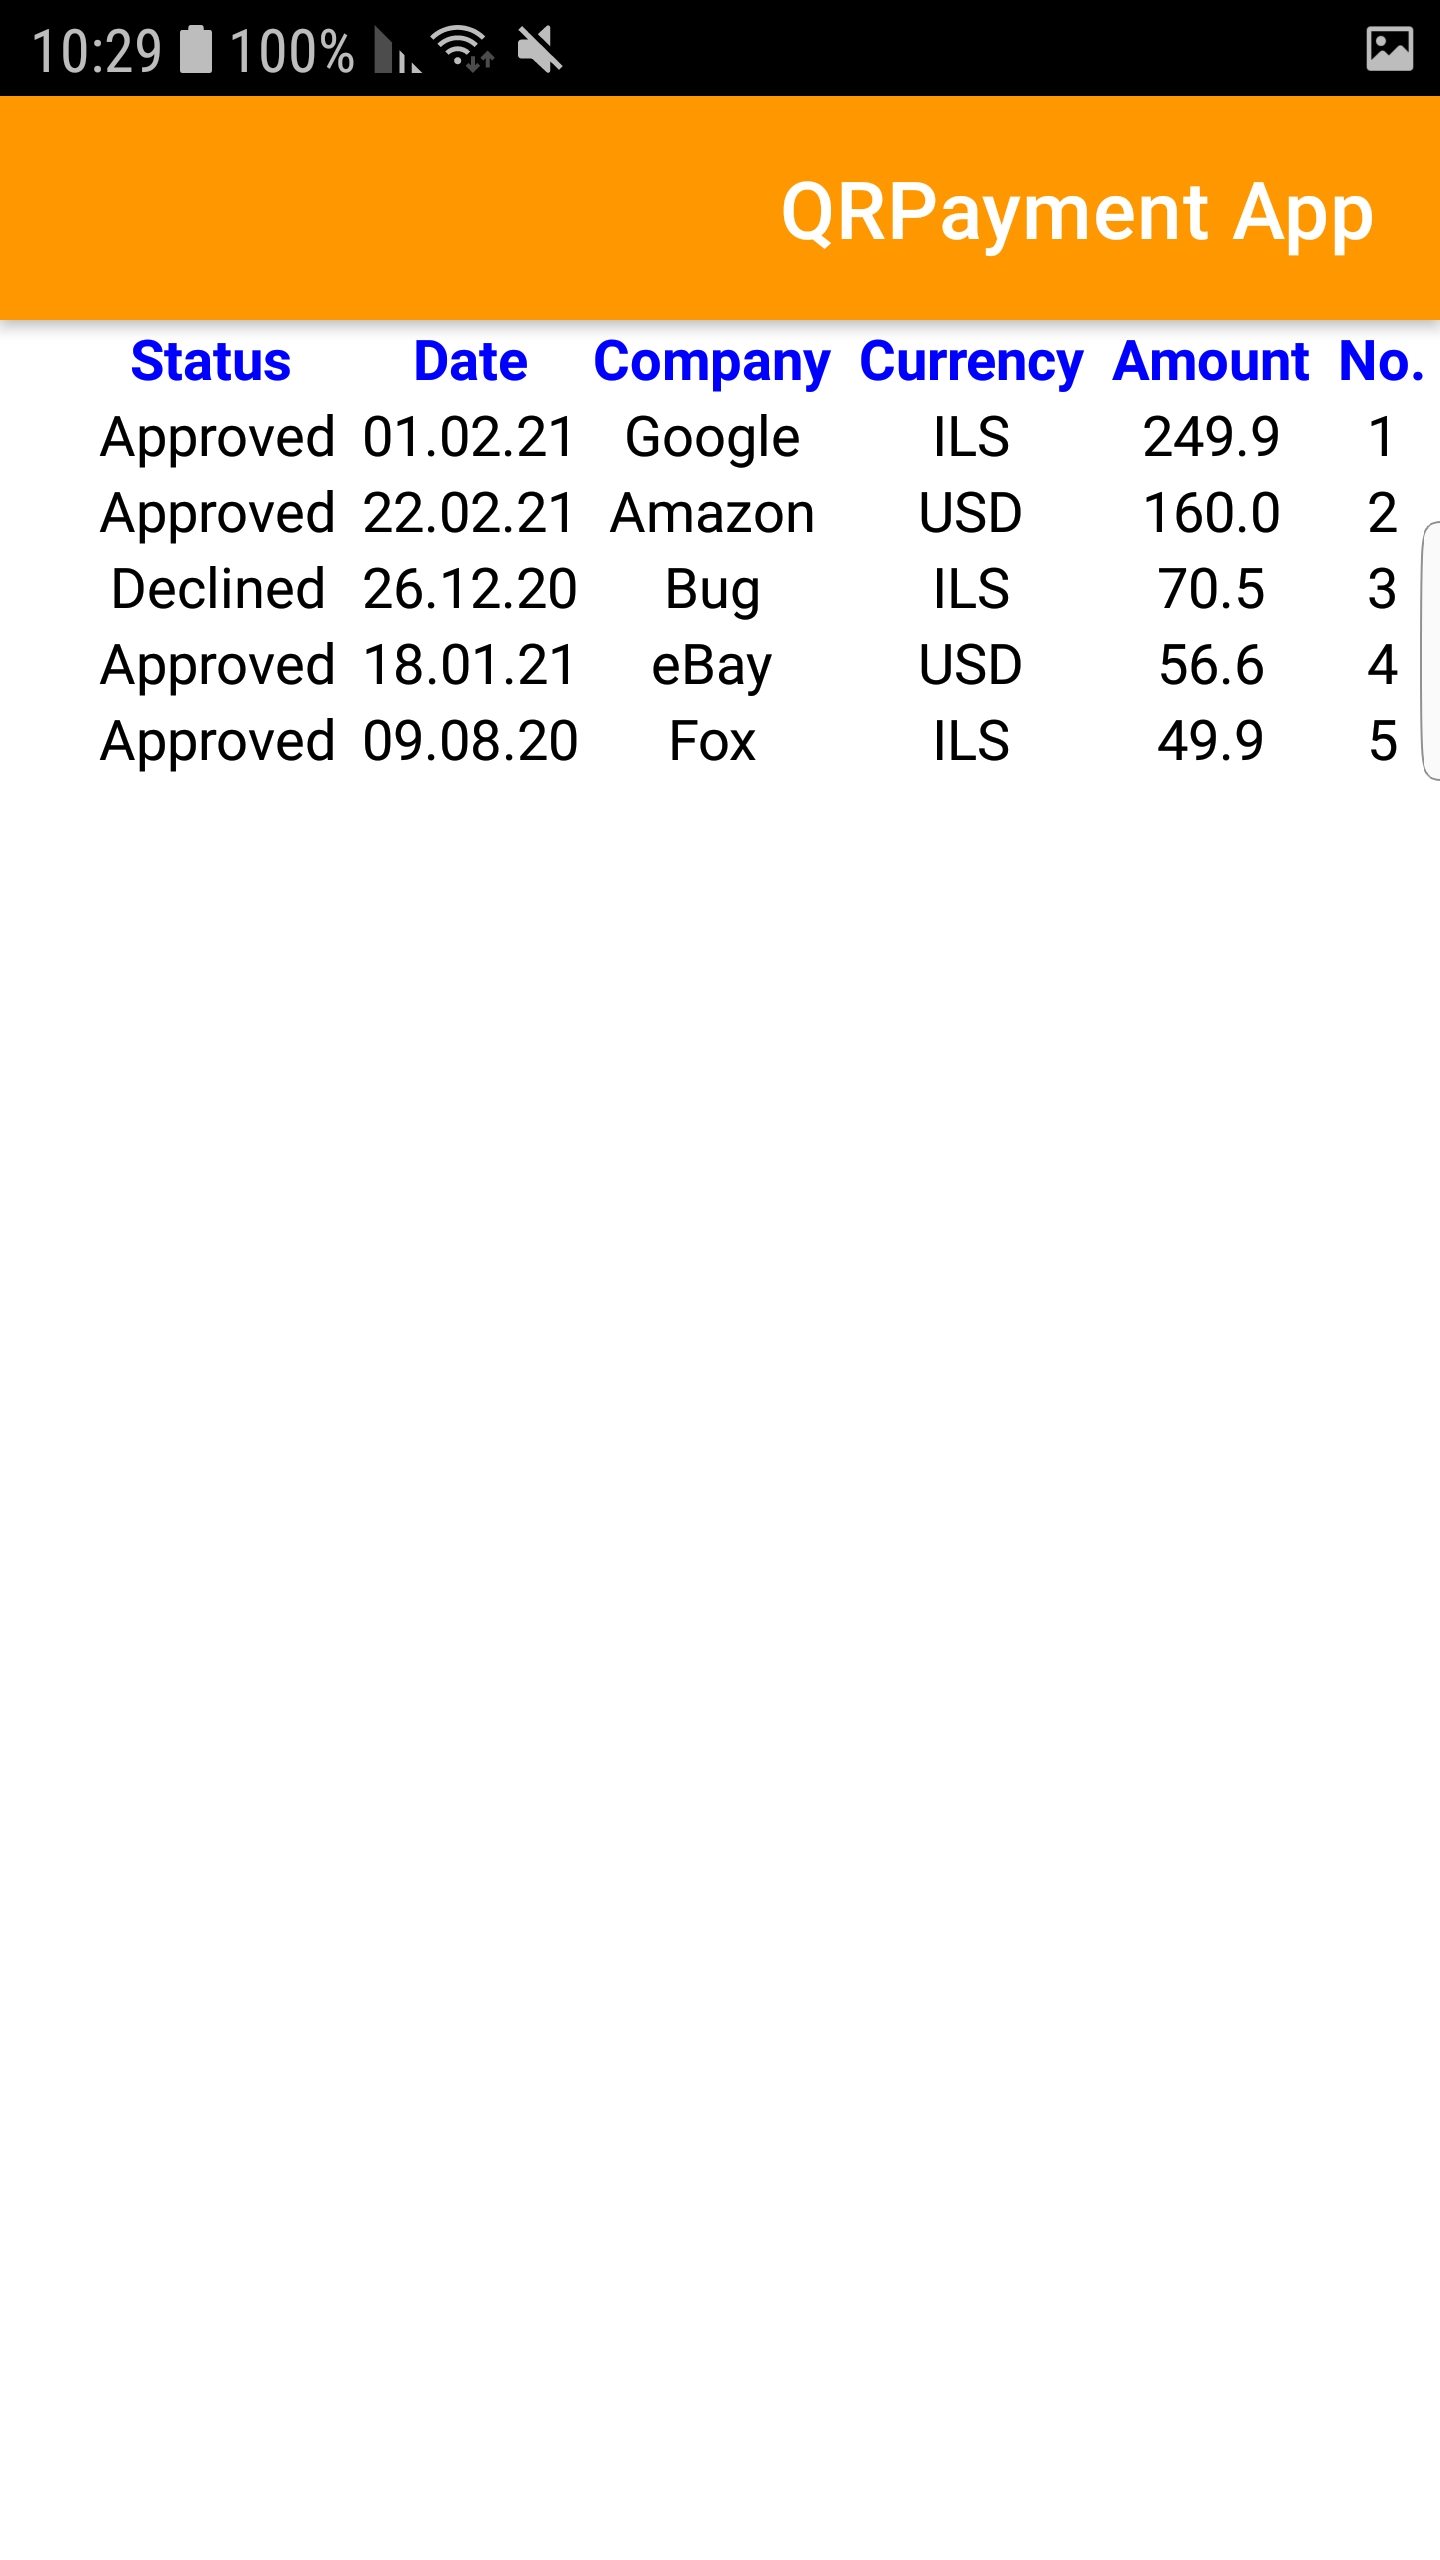 10:29 100%
QRPayment App
Status Date Company Currency Amount No.
Approved 01.02.21 Google ILS 249.9 1
Approved 22.02.21 Amazon USD 160.0 2
Declined 26.12.20 Bug ILS 70.5 3
Approved 18.01.21 eBay USD 56.6 4
Approved 09.08.20 Fox ILS 49.9 5